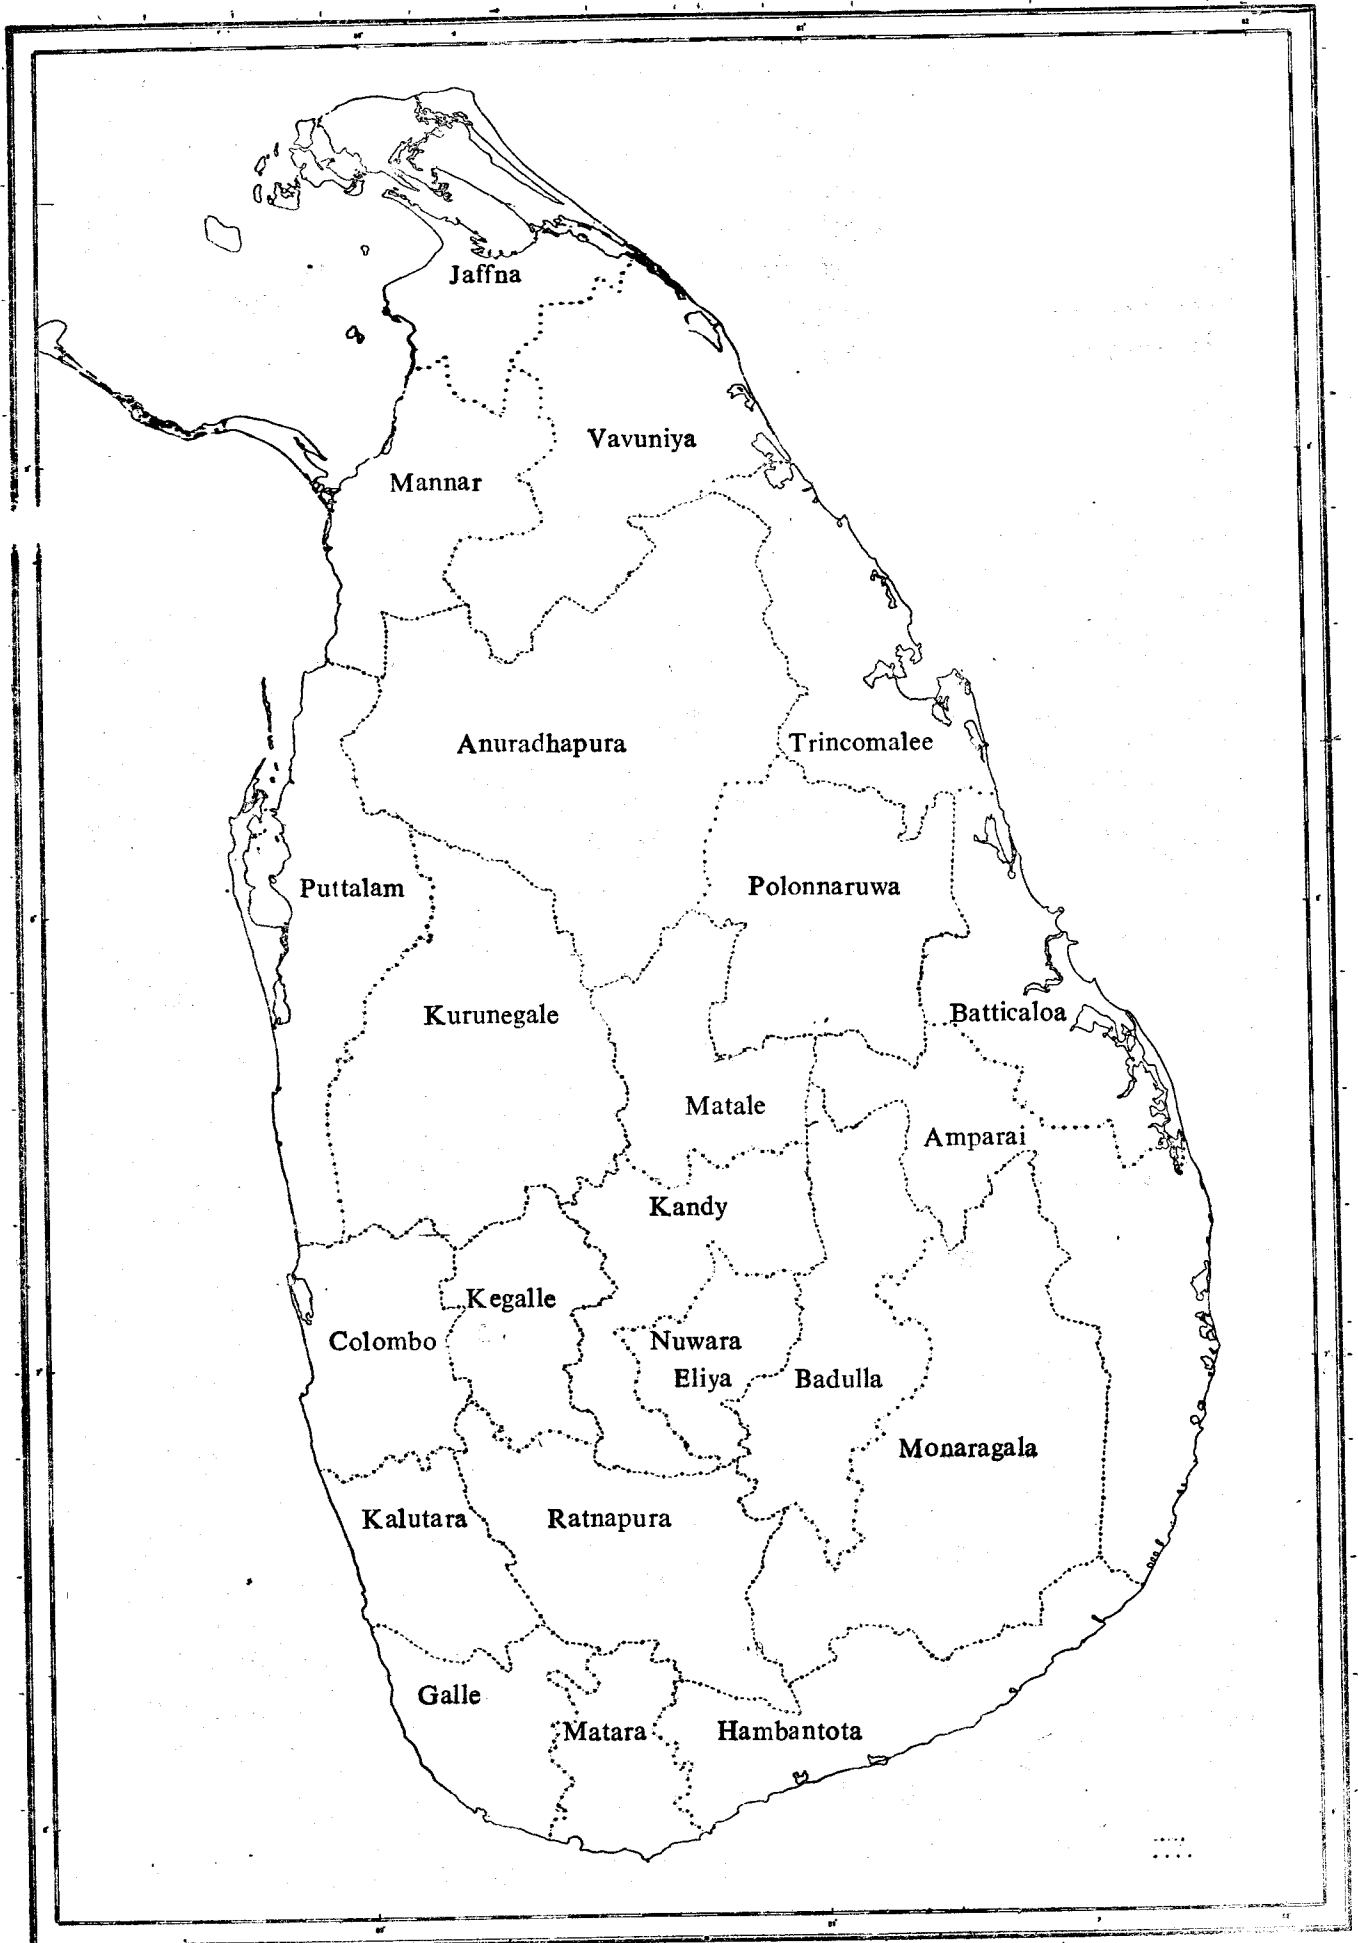 Jaffna
Vavuniya
Mannar
Anuradhapura
Trincomalee
Puttalam
Polonnaruwa
Kurunegale
Batticaloa
Matale
Amparai
Kandy
Kegalle
Colombo
Nuwara
Eliya
Badulla
Monaragala
Kalutara
Ratnapura
Galle
Matara
Hambantota